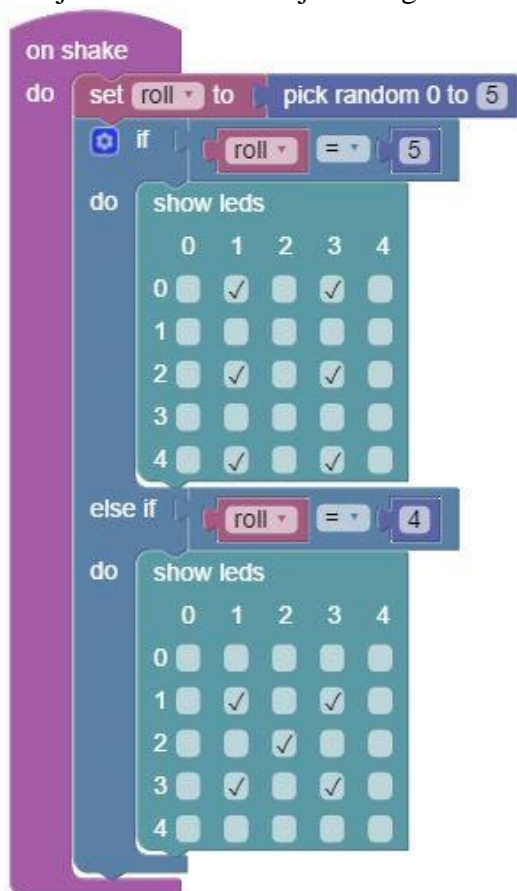 on shake
do set roll to pick random 0 to 5
if roll = 5
do show leds
0 1 2 3 4
0 ✓ ✓
1
2 ✓ ✓
3
4 ✓ ✓
else if roll = 4
do show leds
0 1 2 3 4
0
1 ✓ ✓
2 ✓
3 ✓ ✓
4